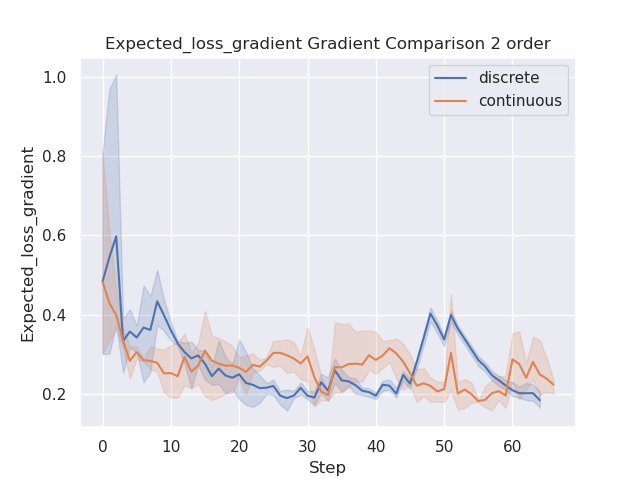 Expected_loss_gradient Gradient Comparison 2 order
discrete
continuous
Expected_loss_gradient
1.0
0.8
0.6
0.4
0.2
0 10 20 30 40 50 60
Step